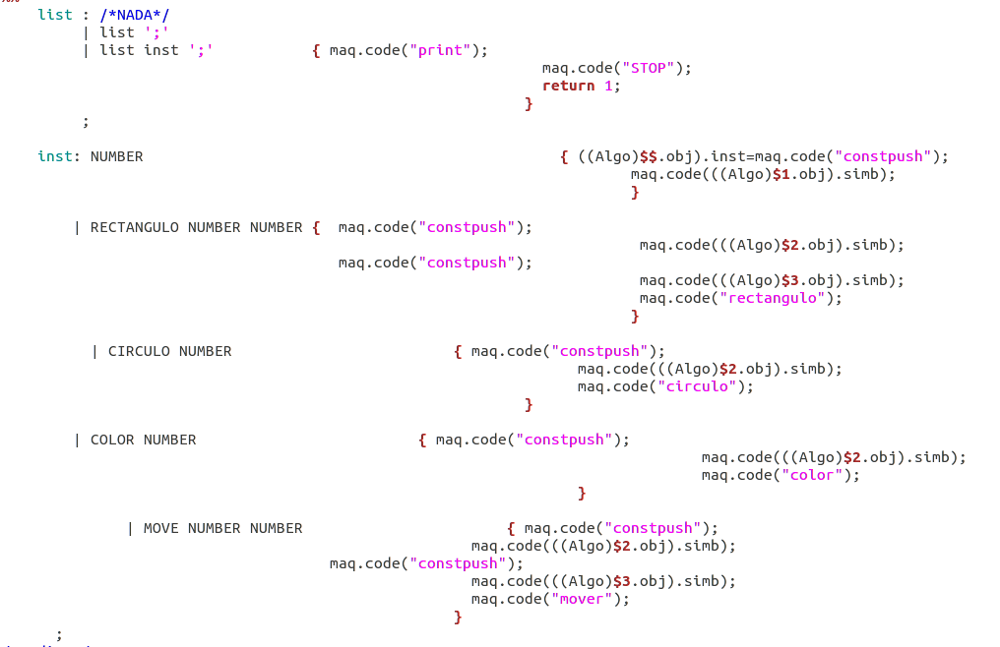 %%
list : /*NADA*/
| list ';'
| list inst ';' { maq.code("print");
maq.code("STOP");
return 1;
}
;
inst: NUMBER { ((Algo)$$.obj).inst=maq.code("constpush");
maq.code(((Algo)$1.obj).simb);
}
| RECTANGULO NUMBER NUMBER { maq.code("constpush");
maq.code(((Algo)$2.obj).simb);
maq.code("constpush");
maq.code(((Algo)$3.obj).simb);
maq.code("rectangulo");
}
| CIRCULO NUMBER { maq.code("constpush");
maq.code(((Algo)$2.obj).simb);
maq.code("circulo");
}
| COLOR NUMBER { maq.code("constpush");
maq.code(((Algo)$2.obj).simb);
maq.code("color");
}
| MOVE NUMBER NUMBER { maq.code("constpush");
maq.code(((Algo)$2.obj).simb);
maq.code("constpush");
maq.code(((Algo)$3.obj).simb);
maq.code("mover");
}
;